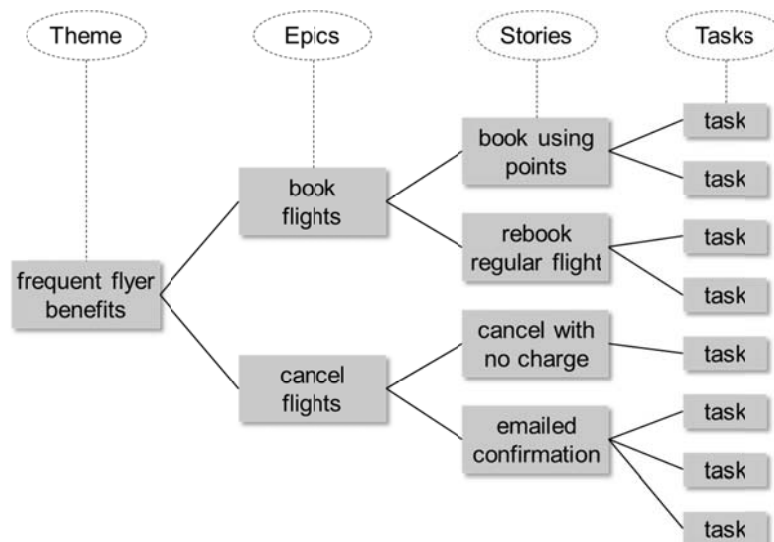 Theme
Epics
Stories
Tasks
frequent flyer
benefits
book
flights
cancel
flights
book using
points
rebook
regular flight
cancel with
no charge
emailed
confirmation
task
task
task
task
task
task
task
task